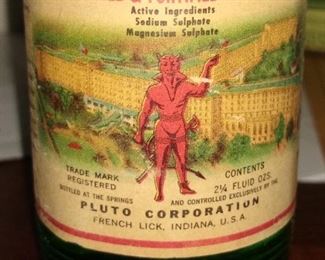 & FORTIFIED
Active Ingredients
Sodium Sulphate
Magnesium Sulphate
TRADE MARK
REGISTERED
CONTENTS
2¼ FLUID OZS.
BOTTLED AT THE SPRINGS AND CONTROLLED EXCLUSIVELY BY THE
PLUTO CORPORATION
FRENCH LICK, INDIANA, U.S.A.